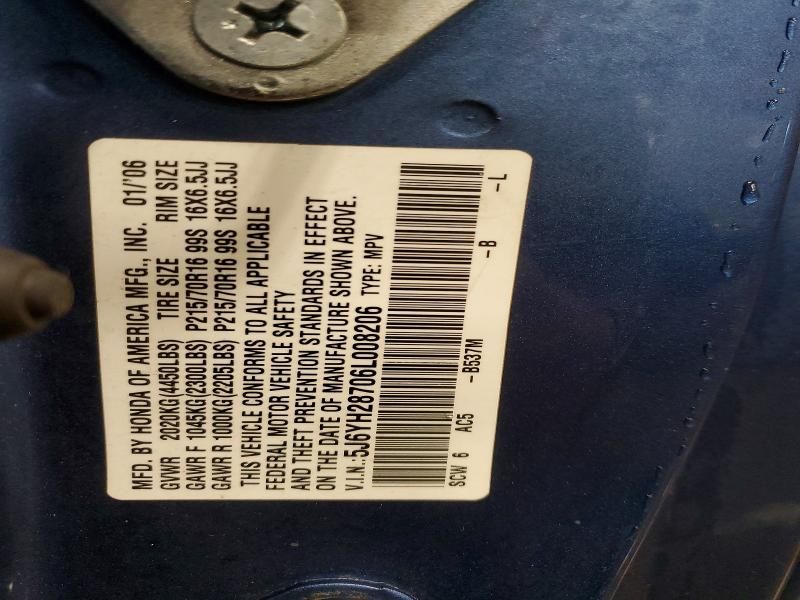 MFD. BY HONDA OF AMERICA MFG., INC. 01/'06
GVWR 2020KG(4450LBS) TIRE SIZE RIM SIZE
GAWR F 1045KG(2300LBS) P215/70R16 99S 16X6.5JJ
GAWR R 1000KG(2205LBS) P215/70R16 99S 16X6.5JJ
THIS VEHICLE CONFORMS TO ALL APPLICABLE
FEDERAL MOTOR VEHICLE SAFETY
AND THEFT PREVENTION STANDARDS IN EFFECT
ON THE DATE OF MANUFACTURE SHOWN ABOVE.
V.I.N.:5J6YH28706L008206 TYPE: MPV
SCW 6 AC5 -B537M -B -L